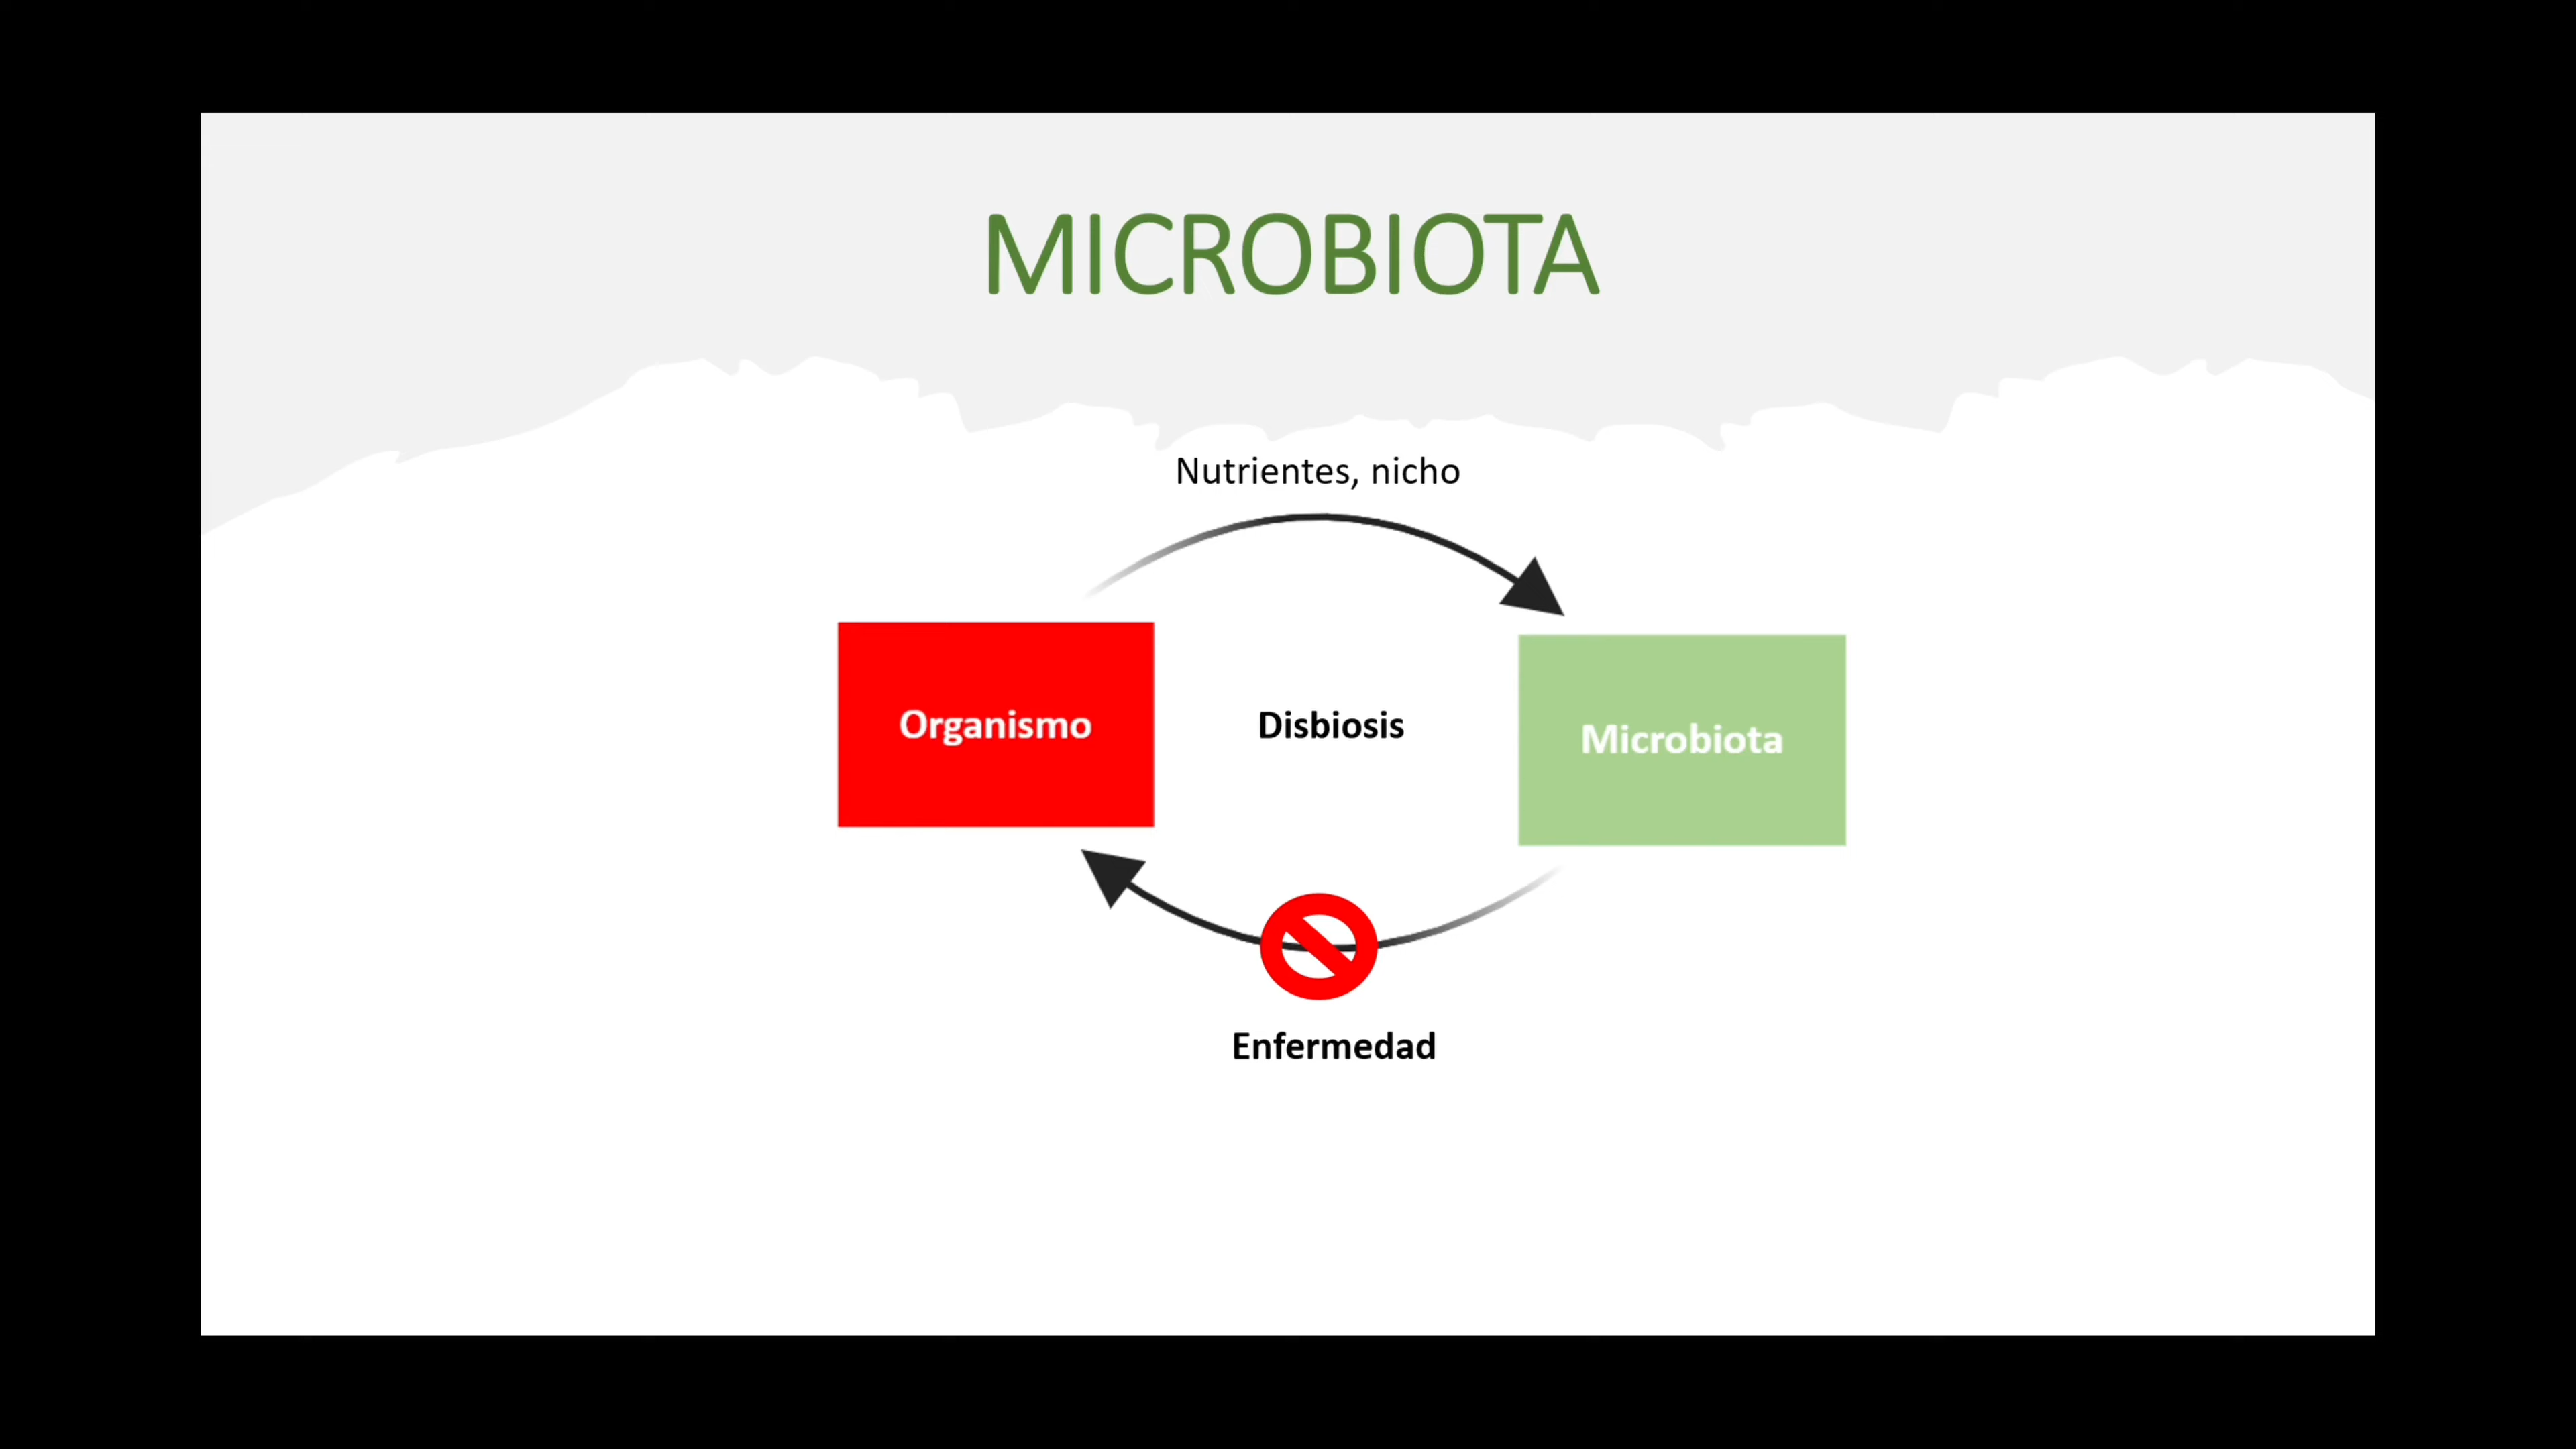 MICROBIOTA
Nutrientes, nicho
Organismo
Disbiosis
Microbiota
Enfermedad